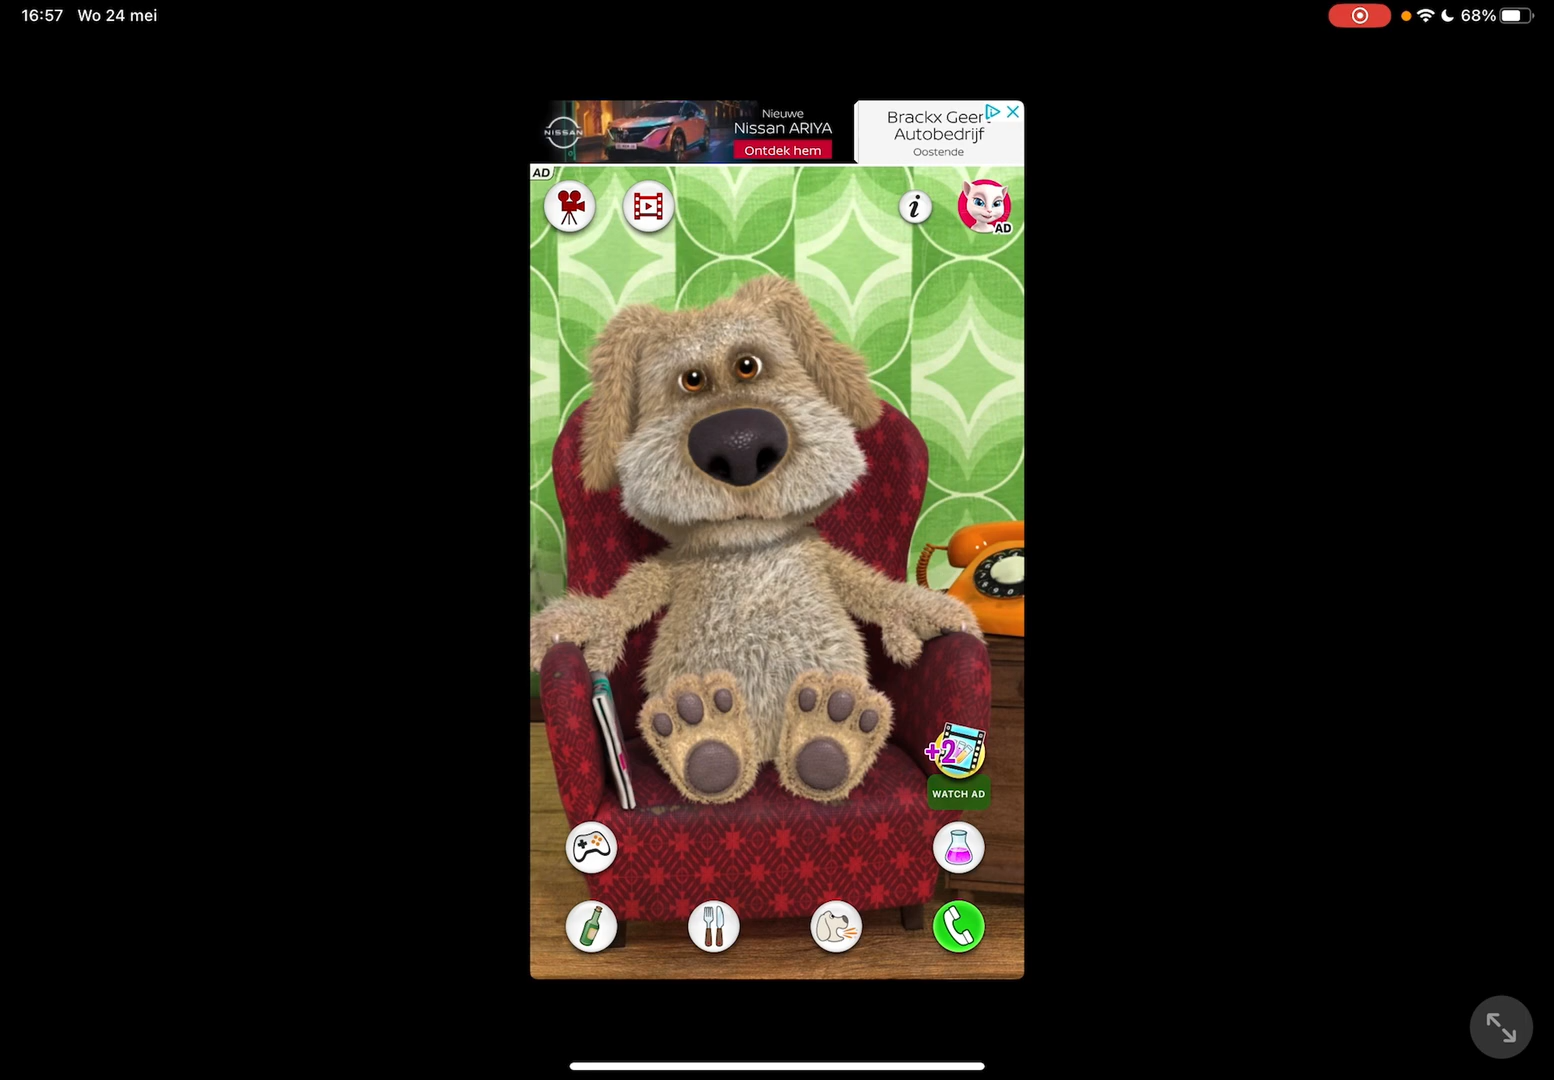 16:57 Wo 24 mei
68%
NISSAN
Nieuwe
Nissan ARIYA
Ontdek hem
Brackx Geert
Autobedrijf
Oostende
AD
i
AD
+2
WATCH AD